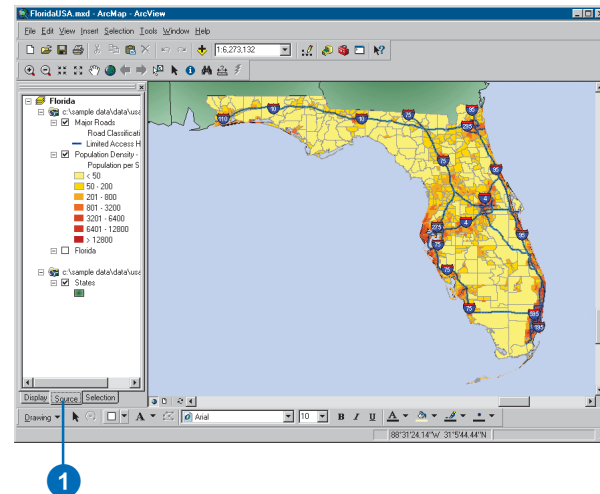 FloridaUSA.mxd - ArcMap - ArcView
File Edit View Insert Selection Tools Window Help
1:6,273,132
Florida
c:\sample data\data\usa
Major Roads
Road Classificati
Limited Access H
Population Density -
Population per S
< 50
50 - 200
201 - 800
801 - 3200
3201 - 6400
6401 - 12800
> 12800
Florida
c:\sample data\data\usa
States
110
10
10
75
95
295
75
95
4
4
275
95
75
75
75
595
195
Display Source Selection
Drawing A Arial 10 B I U A
88°31'24.14"W 31°5'44.44"N
1